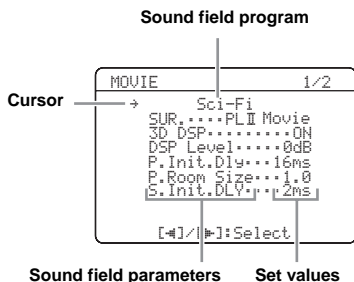 Sound field program
MOVIE 1/2
Cursor
→ Sci-Fi
SUR.····PLⅡ Movie
3D DSP·········ON
DSP Level·····0dB
P.Init.Dly···16ms
P.Room Size···1.0
S.Init.DLY····2ms
[◀]/[▶]:Select
Sound field parameters Set values